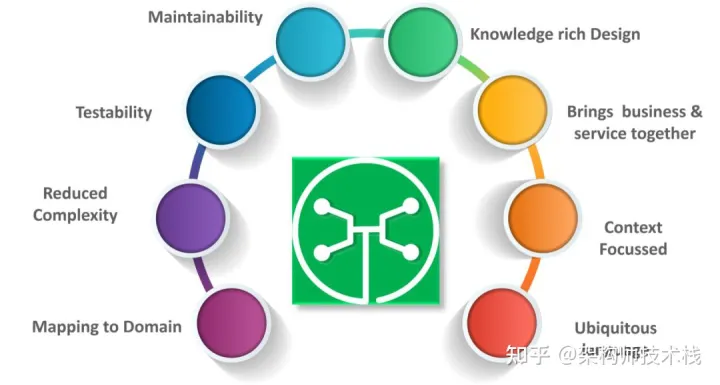 Maintainability
Knowledge rich Design
Testability
Brings business &
service together
Reduced
Complexity
Context
Focussed
Mapping to Domain
Ubiquitous
知乎 @架构师技术栈